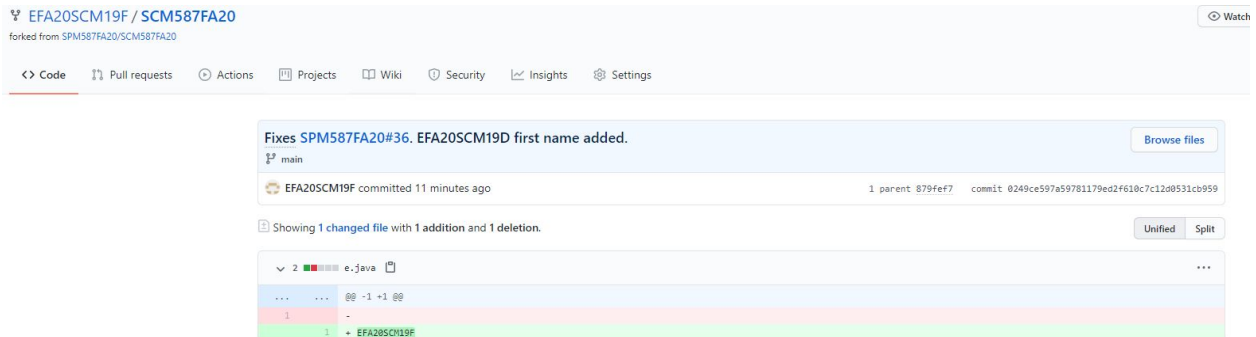 EFA20SCM19F / SCM587FA20
Watch
forked from SPM587FA20/SCM587FA20
<> Code Pull requests Actions Projects Wiki Security Insights Settings
Fixes SPM587FA20#36. EFA20SCM19D first name added.
Browse files
main
EFA20SCM19F committed 11 minutes ago 1 parent 879fef7 commit 0249ce597a59781179ed2f610c7c12d0531cb959
Showing 1 changed file with 1 addition and 1 deletion.
Unified Split
2 e.java ...
... ... @@ -1 +1 @@
1 -
1 + EFA20SCM19F